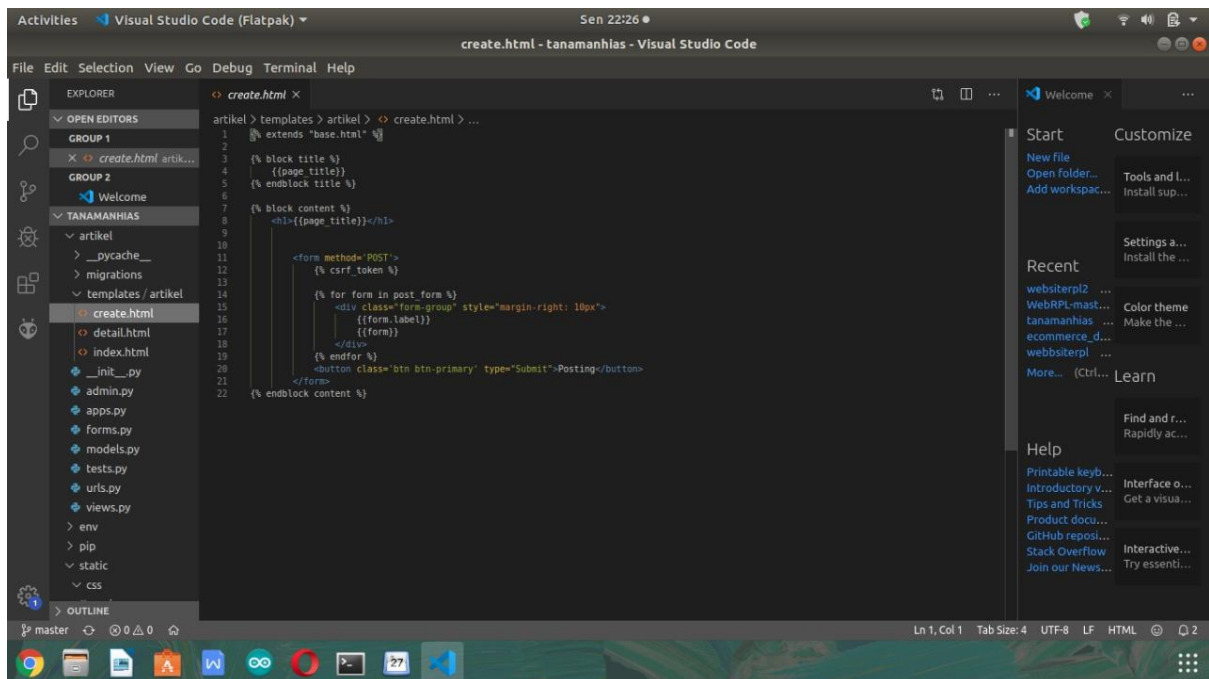 Activities Visual Studio Code (Flatpak) Sen 22:26
create.html - tanamanhias - Visual Studio Code
File Edit Selection View Go Debug Terminal Help
EXPLORER
OPEN EDITORS
GROUP 1
create.html artik...
GROUP 2
Welcome
TANAMANHIAS
artikel
__pycache__
migrations
templates / artikel
create.html
detail.html
index.html
__init__.py
admin.py
apps.py
forms.py
models.py
tests.py
urls.py
views.py
env
pip
static
css
OUTLINE
create.html
artikel > templates > artikel > create.html > ...
1 {% extends "base.html" %}
2
3 {% block title %}
4 {{page_title}}
5 {% endblock title %}
6
7 {% block content %}
8 <h1>{{page_title}}</h1>
9
10
11 <form method='POST'>
12 {% csrf_token %}
13
14 {% for form in post_form %}
15 <div class="form-group" style="margin-right: 10px">
16 {{form.label}}
17 {{form}}
18 </div>
19 {% endfor %}
20 <button class='btn btn-primary' type="Submit">Posting</button>
21 </form>
22 {% endblock content %}
Welcome
Start
New file
Open folder...
Add workspac...
Recent
websiterpl2 ...
WebRPL-mast...
tanamanhias ...
ecommerce_d...
webbsiterpl ...
More... (Ctrl...
Help
Printable keyb...
Introductory v...
Tips and Tricks
Product docu...
GitHub reposi...
Stack Overflow
Join our News...
Customize
Tools and l...
Install sup...
Settings a...
Install the ...
Color theme
Make the ...
Learn
Find and r...
Rapidly ac...
Interface o...
Get a visua...
Interactive...
Try essenti...
1
master 0 0 Ln 1, Col 1 Tab Size: 4 UTF-8 LF HTML 2
27